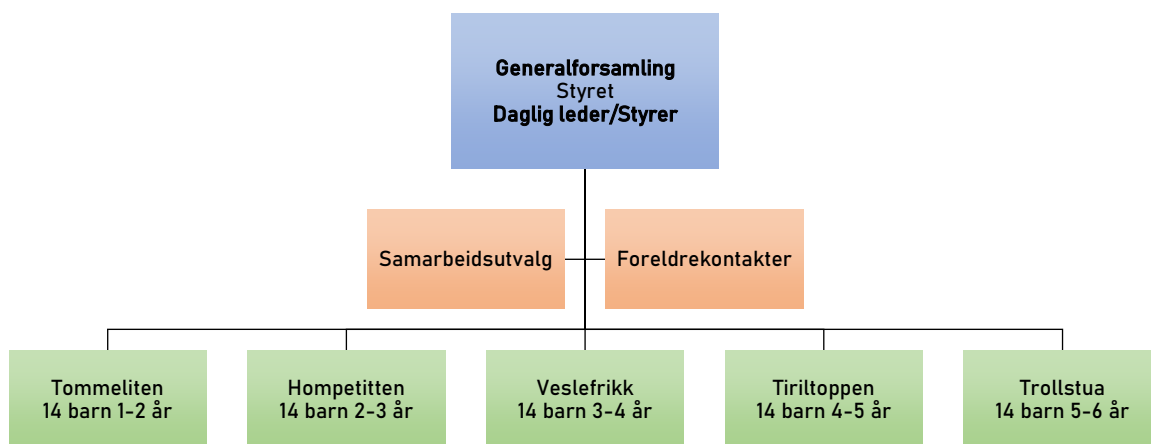 Generalforsamling
Styret
Daglig leder/Styrer
Samarbeidsutvalg
Foreldrekontakter
Tommeliten
14 barn 1-2 år
Hompetitten
14 barn 2-3 år
Veslefrikk
14 barn 3-4 år
Tiriltoppen
14 barn 4-5 år
Trollstua
14 barn 5-6 år